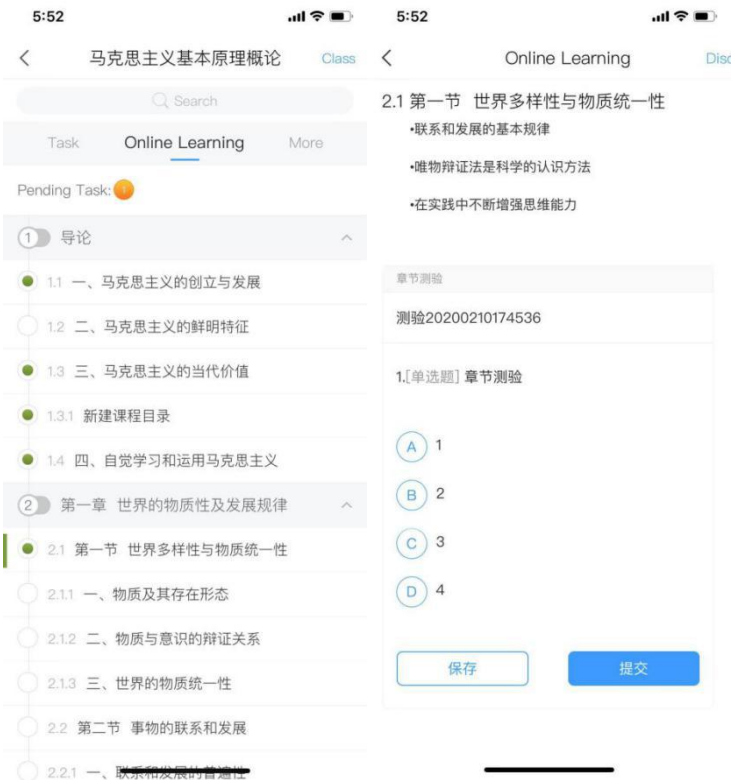 5:52
马克思主义基本原理概论
Class
Search
Task
Online Learning
More
Pending Task:
1 导论
1.1 一、马克思主义的创立与发展
1.2 二、马克思主义的鲜明特征
1.3 三、马克思主义的当代价值
1.3.1 新建课程目录
1.4 四、自觉学习和运用马克思主义
2 第一章 世界的物质性及发展规律
2.1 第一节 世界多样性与物质统一性
2.1.1 一、物质及其存在形态
2.1.2 二、物质与意识的辩证关系
2.1.3 三、世界的物质统一性
2.2 第二节 事物的联系和发展
2.2.1 一、联系和发展的普遍性
5:52
Online Learning
Disc
2.1 第一节 世界多样性与物质统一性
•联系和发展的基本规律
•唯物辩证法是科学的认识方法
•在实践中不断增强思维能力
章节测验
测验20200210174536
1.[单选题] 章节测验
A 1
B 2
C 3
D 4
保存
提交